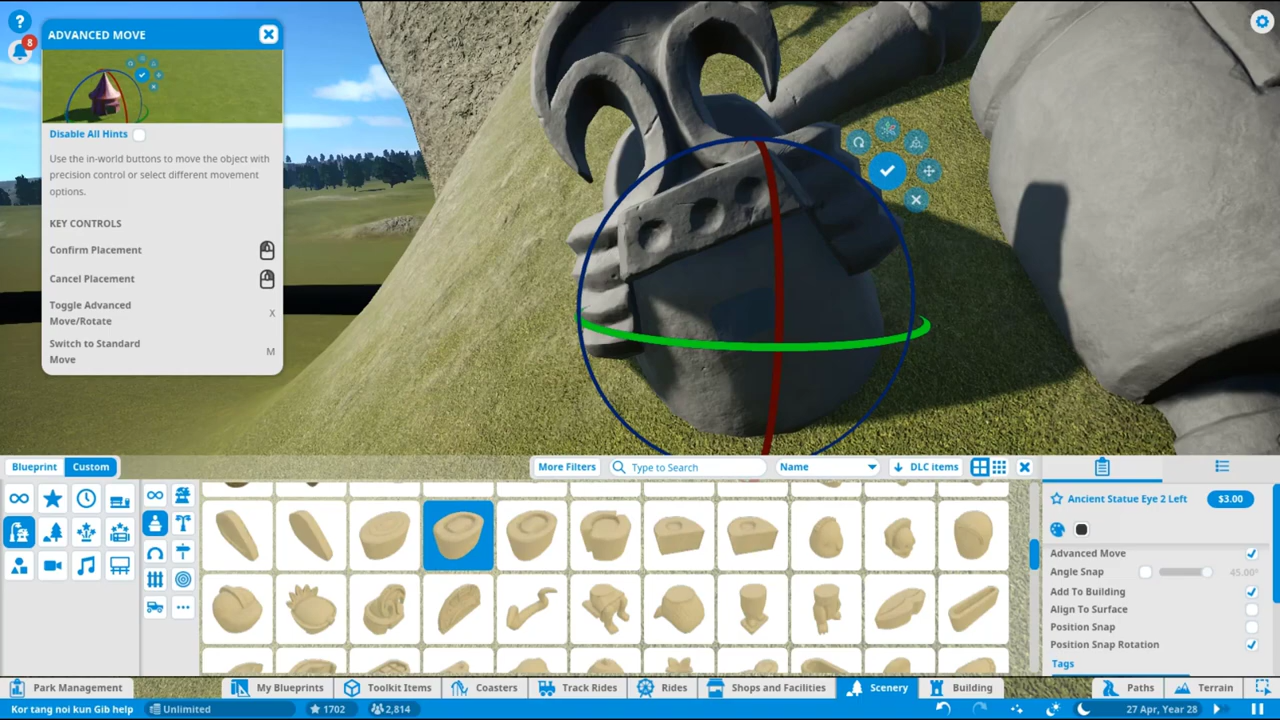 ?
8
ADVANCED MOVE
Disable All Hints
Use the in-world buttons to move the object with
precision control or select different movement
options.
KEY CONTROLS
Confirm Placement
Cancel Placement
Toggle Advanced
Move/Rotate
X
Switch to Standard
Move
M
Blueprint
Custom
More Filters
Type to Search
Name
DLC items
Ancient Statue Eye 2 Left
$3.00
Advanced Move
Angle Snap
45.00°
Add To Building
Align To Surface
Position Snap
Position Snap Rotation
Tags
Park Management
My Blueprints
Toolkit Items
Coasters
Track Rides
Rides
Shops and Facilities
Scenery
Building
Paths
Terrain
Kor tang noi kun Gib help
Unlimited
1702
2,814
27 Apr, Year 28